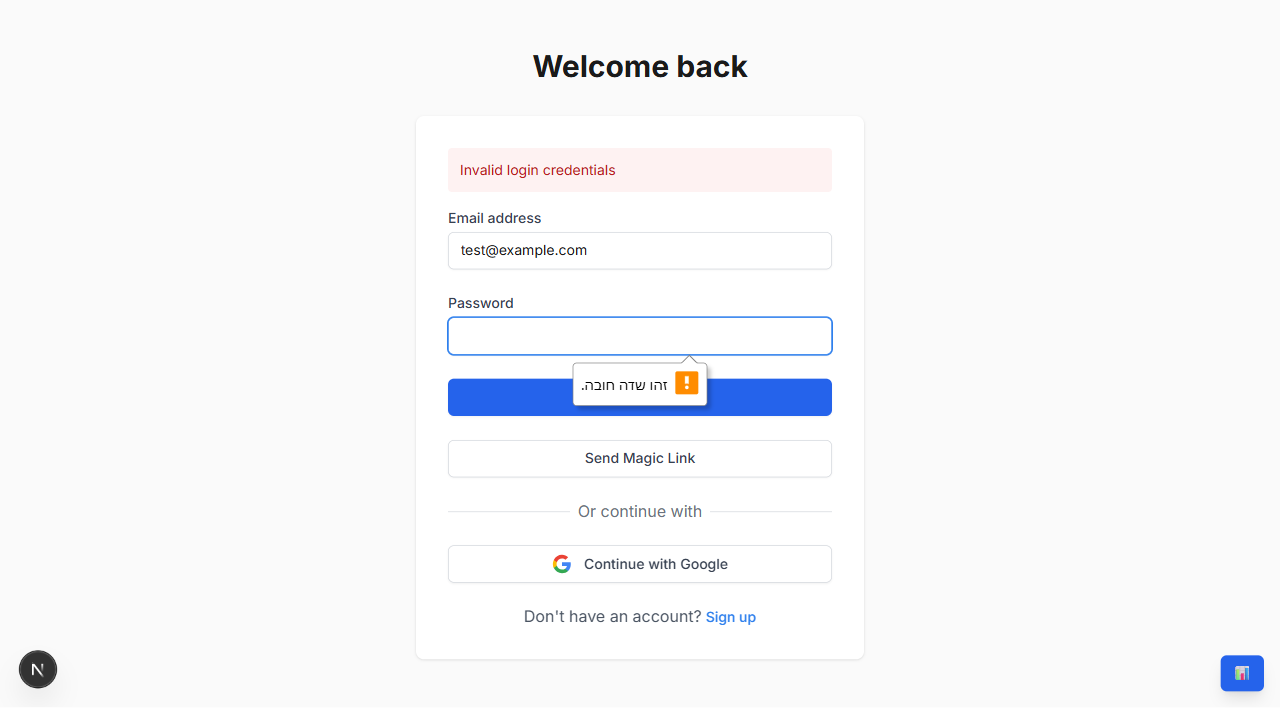 Welcome back
Invalid login credentials
Email address
test@example.com
Password
זהו שדה חובה.
Send Magic Link
Or continue with
Continue with Google
Don't have an account? Sign up
N